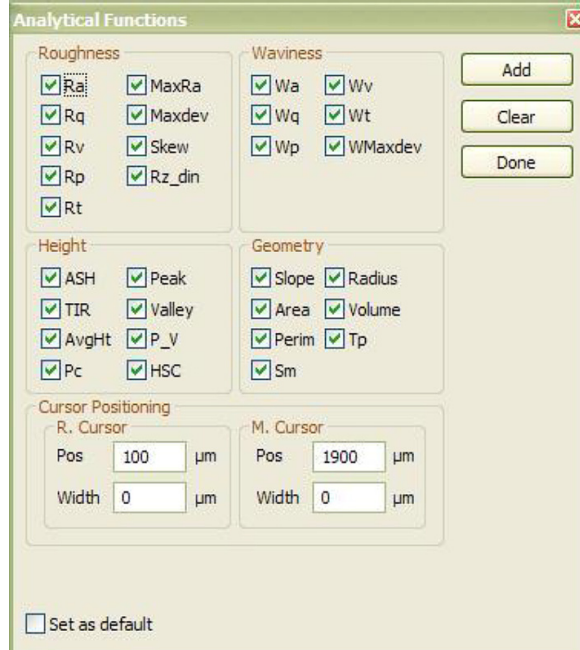 Analytical Functions
Roughness
Ra MaxRa
Rq Maxdev
Rv Skew
Rp Rz_din
Rt
Waviness
Wa Wv
Wq Wt
Wp WMaxdev
Add
Clear
Done
Height
ASH Peak
TIR Valley
AvgHt P_V
Pc HSC
Geometry
Slope Radius
Area Volume
Perim Tp
Sm
Cursor Positioning
R. Cursor
Pos 100 µm
Width 0 µm
M. Cursor
Pos 1900 µm
Width 0 µm
Set as default